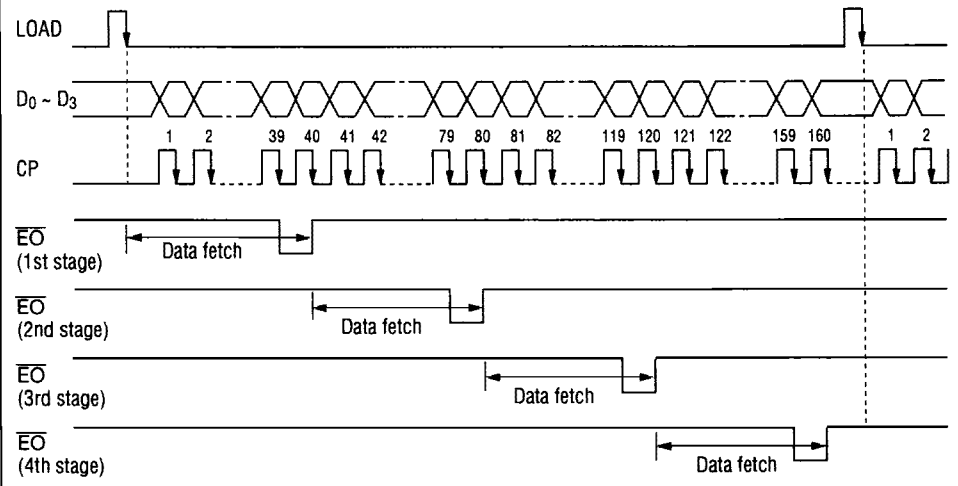 LOAD
D0 ~ D3
1 2 39 40 41 42 79 80 81 82 119 120 121 122 159 160 1 2
CP
EO
(1st stage)
Data fetch
EO
(2nd stage)
Data fetch
EO
(3rd stage)
Data fetch
EO
(4th stage)
Data fetch